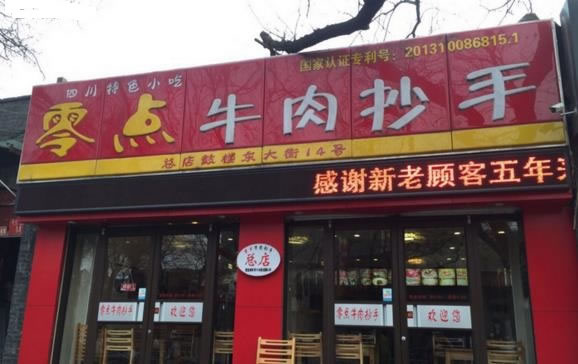 国家认证专利号：201310086815.1
四川特色小吃
零点牛肉抄手
总店鼓楼东大街14号
感谢新老顾客五年
总店
零点牛肉抄手 欢迎您
零点牛肉抄手 欢迎您